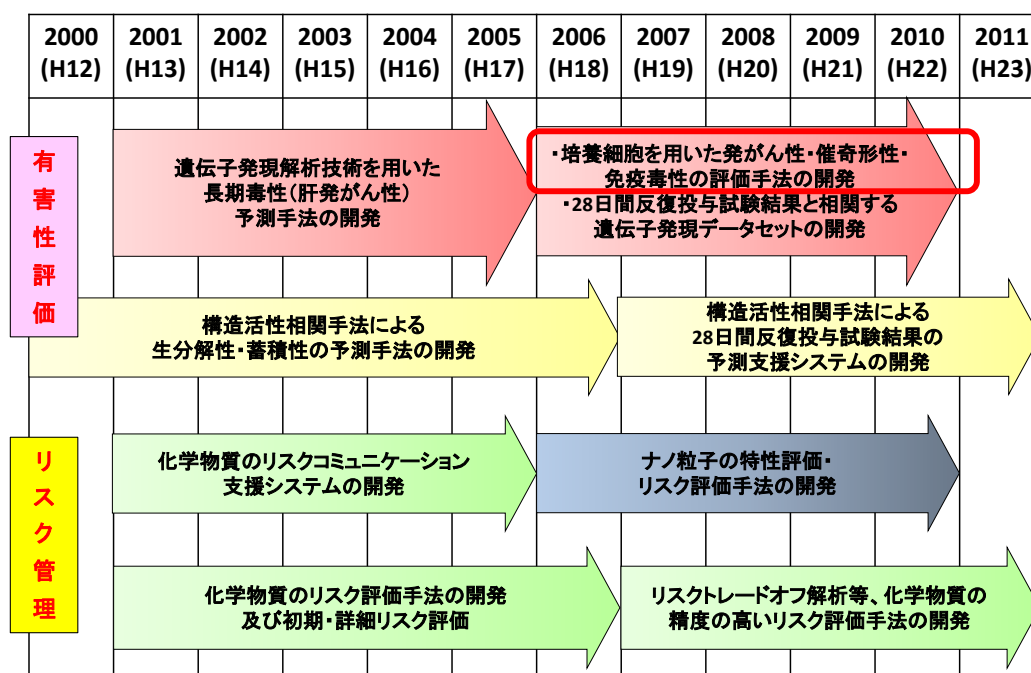 2000 2001 2002 2003 2004 2005 2006 2007 2008 2009 2010 2011
(H12) (H13) (H14) (H15) (H16) (H17) (H18) (H19) (H20) (H21) (H22) (H23)
有害性評価
遺伝子発現解析技術を用いた
長期毒性(肝発がん性)
予測手法の開発
・培養細胞を用いた発がん性・催奇形性・
免疫毒性の評価手法の開発
・28日間反復投与試験結果と相関する
遺伝子発現データセットの開発
構造活性相関手法による
生分解性・蓄積性の予測手法の開発
構造活性相関手法による
28日間反復投与試験結果の
予測支援システムの開発
リスク管理
化学物質のリスクコミュニケーション
支援システムの開発
ナノ粒子の特性評価・
リスク評価手法の開発
化学物質のリスク評価手法の開発
及び初期・詳細リスク評価
リスクトレードオフ解析等、化学物質の
精度の高いリスク評価手法の開発